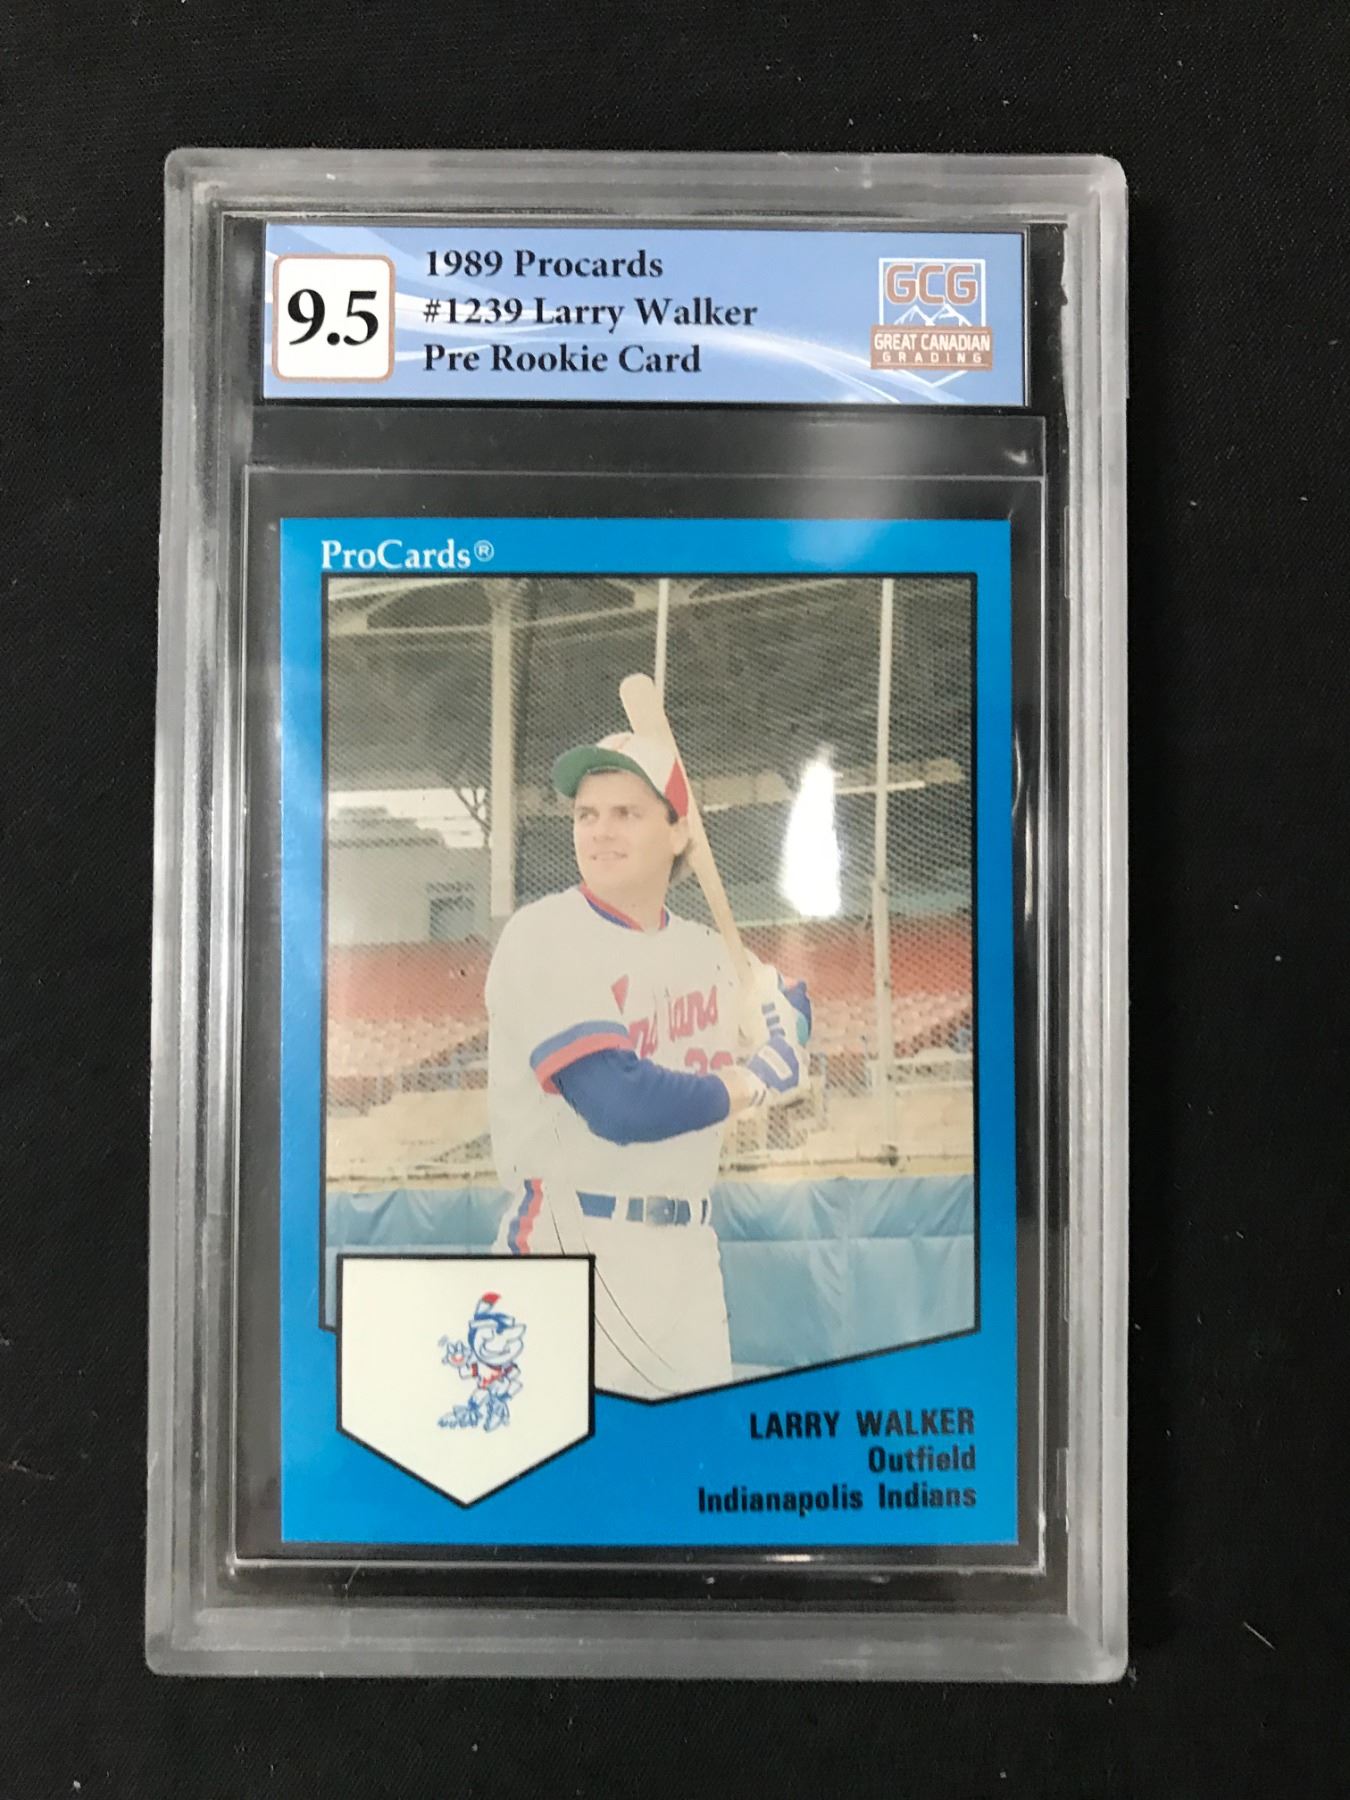 9.5
1989 Procards
#1239 Larry Walker
Pre Rookie Card
GCG
GREAT CANADIAN
GRADING
ProCards®
LARRY WALKER
Outfield
Indianapolis Indians